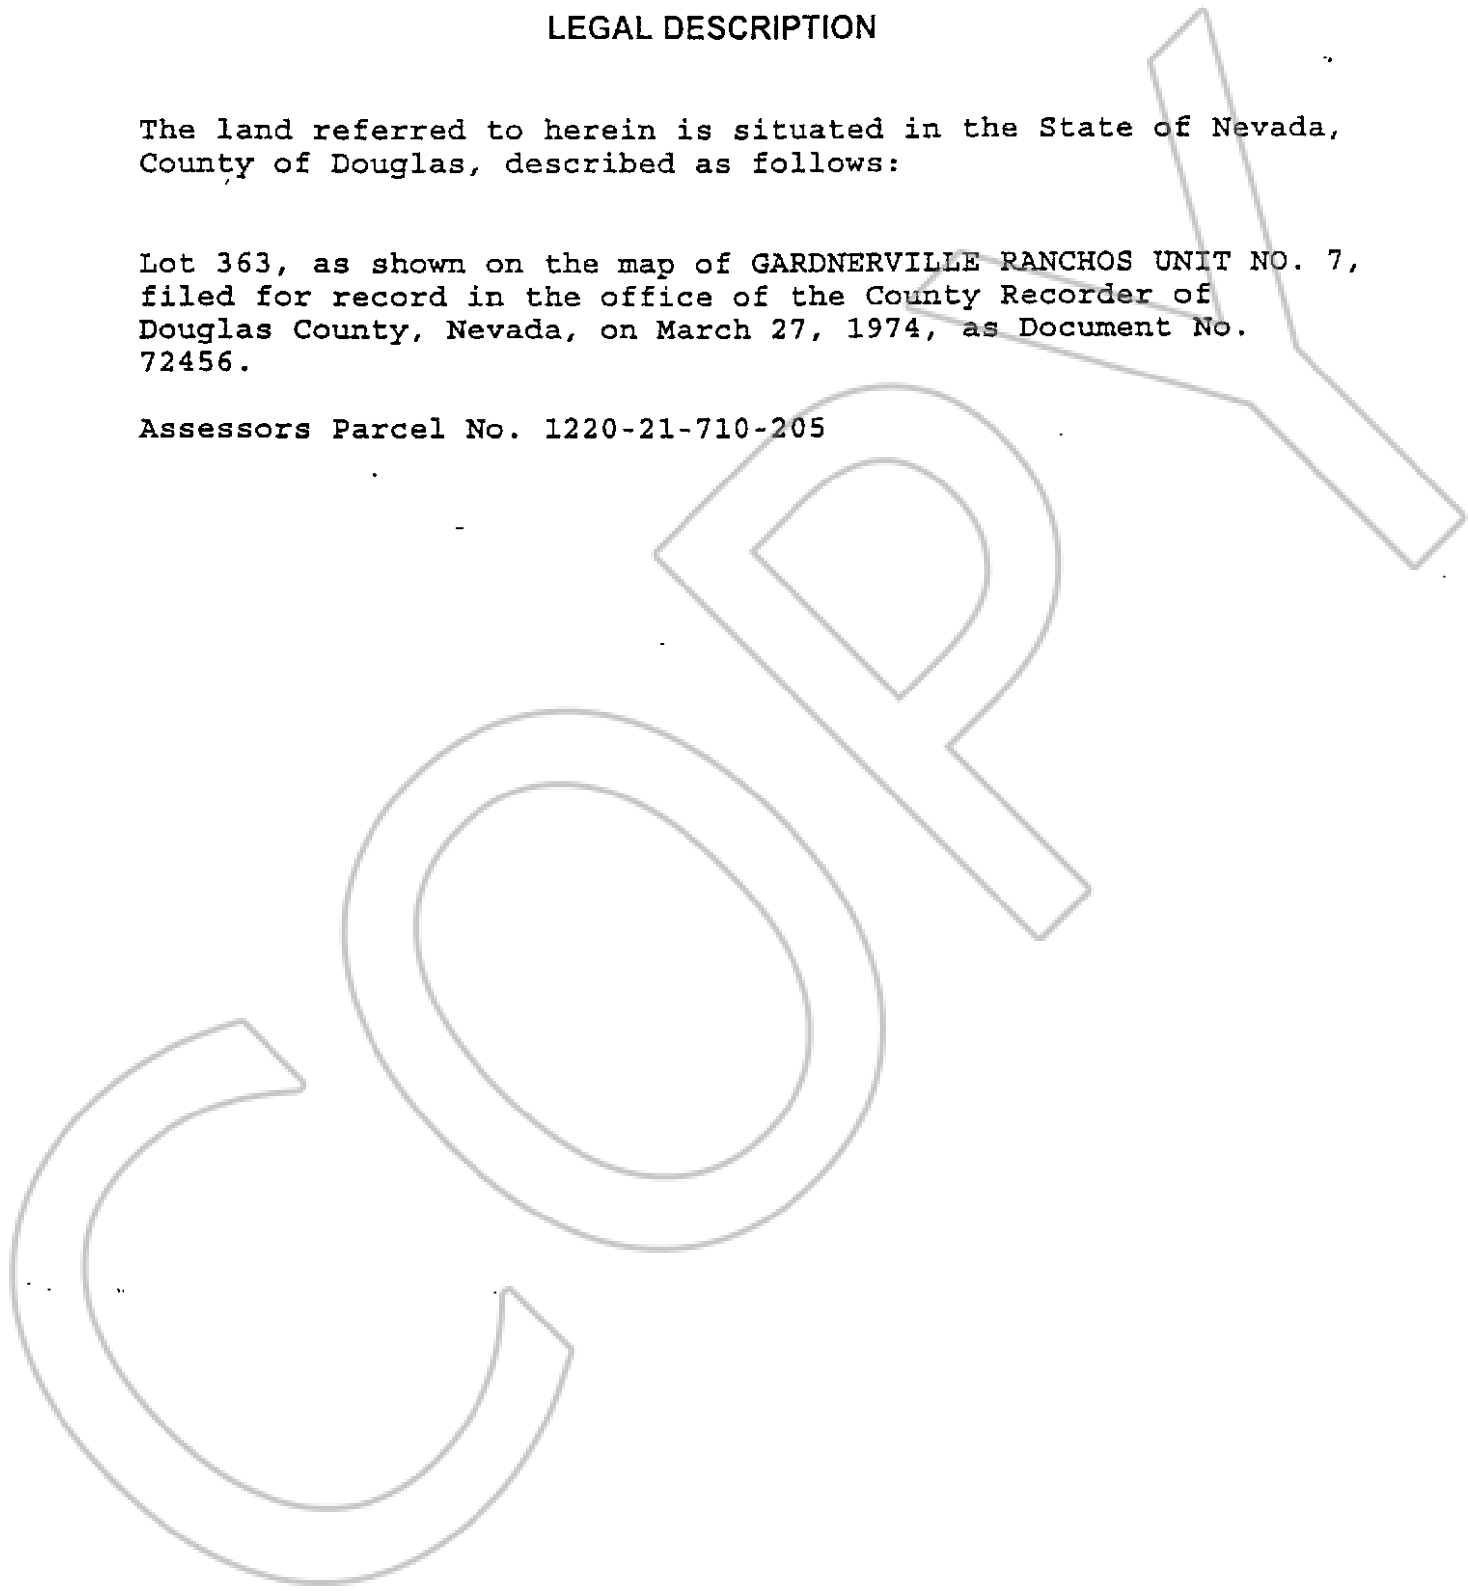 LEGAL DESCRIPTION
The land referred to herein is situated in the State of Nevada,
County of Douglas, described as follows:
Lot 363, as shown on the map of GARDNERVILLE RANCHOS UNIT NO. 7,
filed for record in the office of the County Recorder of
Douglas County, Nevada, on March 27, 1974, as Document No.
72456.
Assessors Parcel No. 1220-21-710-205
COPY